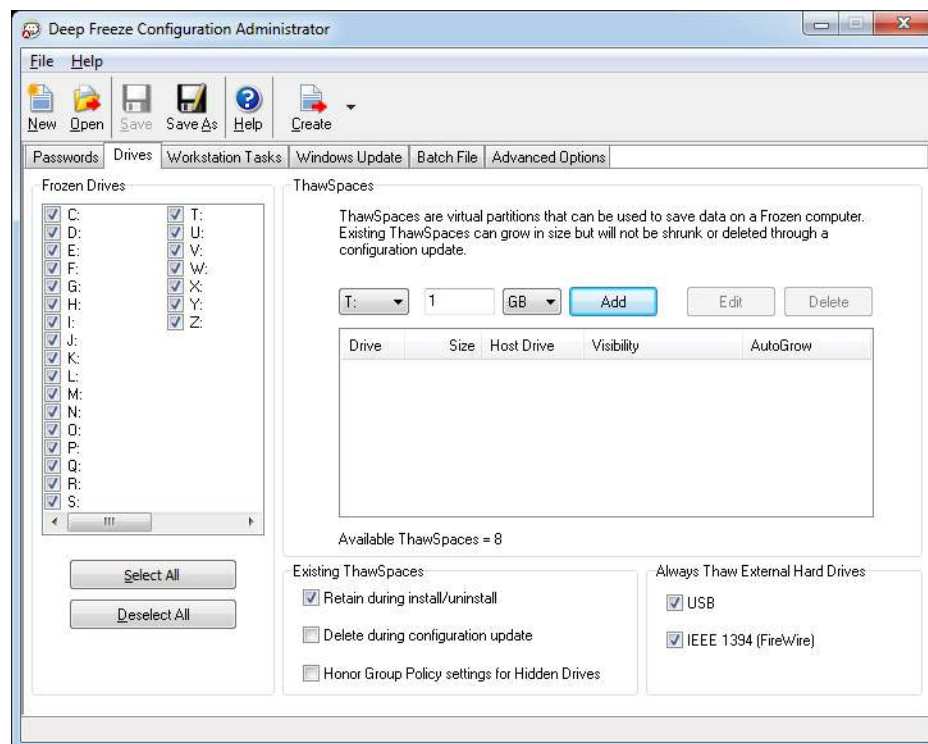 Deep Freeze Configuration Administrator
File Help
New Open Save Save As Help Create
Passwords Drives Workstation Tasks Windows Update Batch File Advanced Options
Frozen Drives
C:
D:
E:
F:
G:
H:
I:
J:
K:
L:
M:
N:
O:
P:
Q:
R:
S:
T:
U:
V:
W:
X:
Y:
Z:
Select All
Deselect All
ThawSpaces
ThawSpaces are virtual partitions that can be used to save data on a Frozen computer.
Existing ThawSpaces can grow in size but will not be shrunk or deleted through a
configuration update.
T: 1 GB Add Edit Delete
Drive Size Host Drive Visibility AutoGrow
Available ThawSpaces = 8
Existing ThawSpaces
Retain during install/uninstall
Delete during configuration update
Honor Group Policy settings for Hidden Drives
Always Thaw External Hard Drives
USB
IEEE 1394 (FireWire)